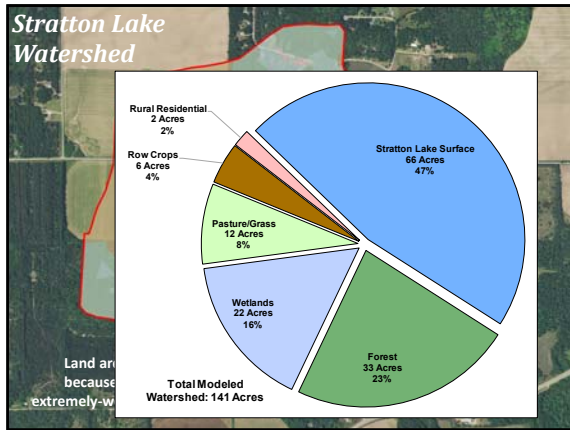 Stratton Lake
Watershed
Rural Residential
2 Acres
2%
Row Crops
6 Acres
4%
Pasture/Grass
12 Acres
8%
Wetlands
22 Acres
16%
Stratton Lake Surface
66 Acres
47%
Forest
33 Acres
23%
Land
because
Total Modeled
Watershed: 141 Acres